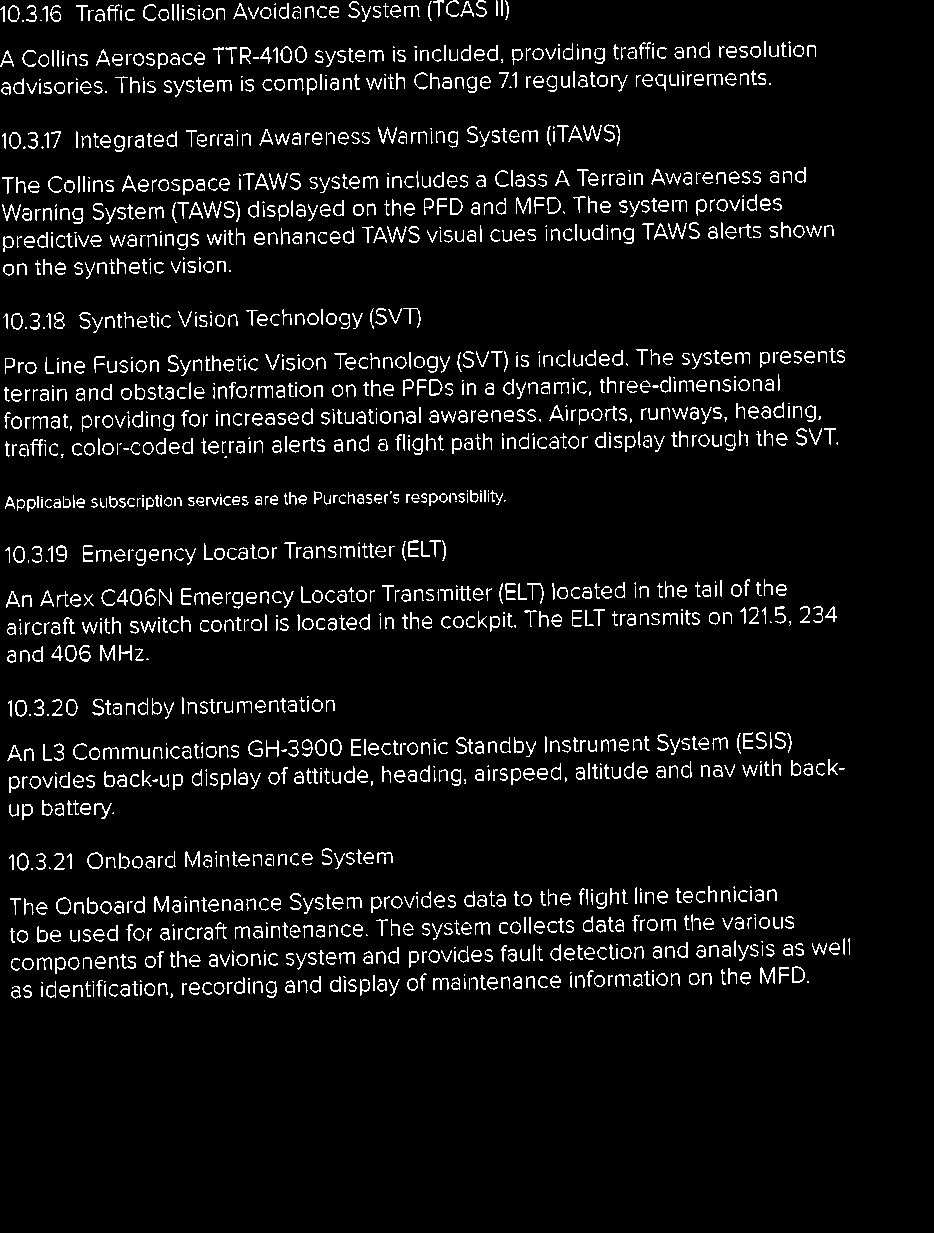 10.3.16 Traffic Collision Avoidance System (TCAS II)
A Collins Aerospace TTR-4100 system is included, providing traffic and resolution
advisories. This system is compliant with Change 7.1 regulatory requirements.
10.3.17 Integrated Terrain Awareness Warning System (iTAWS)
The Collins Aerospace iTAWS system includes a Class A Terrain Awareness and
Warning System (TAWS) displayed on the PFD and MFD. The system provides
predictive warnings with enhanced TAWS visual cues including TAWS alerts shown
on the synthetic vision.
10.3.18 Synthetic Vision Technology (SVT)
Pro Line Fusion Synthetic Vision Technology (SVT) is included. The system presents
terrain and obstacle information on the PFDs in a dynamic, three-dimensional
format, providing for increased situational awareness. Airports, runways, heading,
traffic, color-coded terrain alerts and a flight path indicator display through the SVT.
Applicable subscription services are the Purchaser's responsibility.
10.3.19 Emergency Locator Transmitter (ELT)
An Artex C406N Emergency Locator Transmitter (ELT) located in the tail of the
aircraft with switch control is located in the cockpit. The ELT transmits on 121.5, 234
and 406 MHz.
10.3.20 Standby Instrumentation
An L3 Communications GH-3900 Electronic Standby Instrument System (ESIS)
provides back-up display of attitude, heading, airspeed, altitude and nav with back-
up battery.
10.3.21 Onboard Maintenance System
The Onboard Maintenance System provides data to the flight line technician
to be used for aircraft maintenance. The system collects data from the various
components of the avionic system and provides fault detection and analysis as well
as identification, recording and display of maintenance information on the MFD.